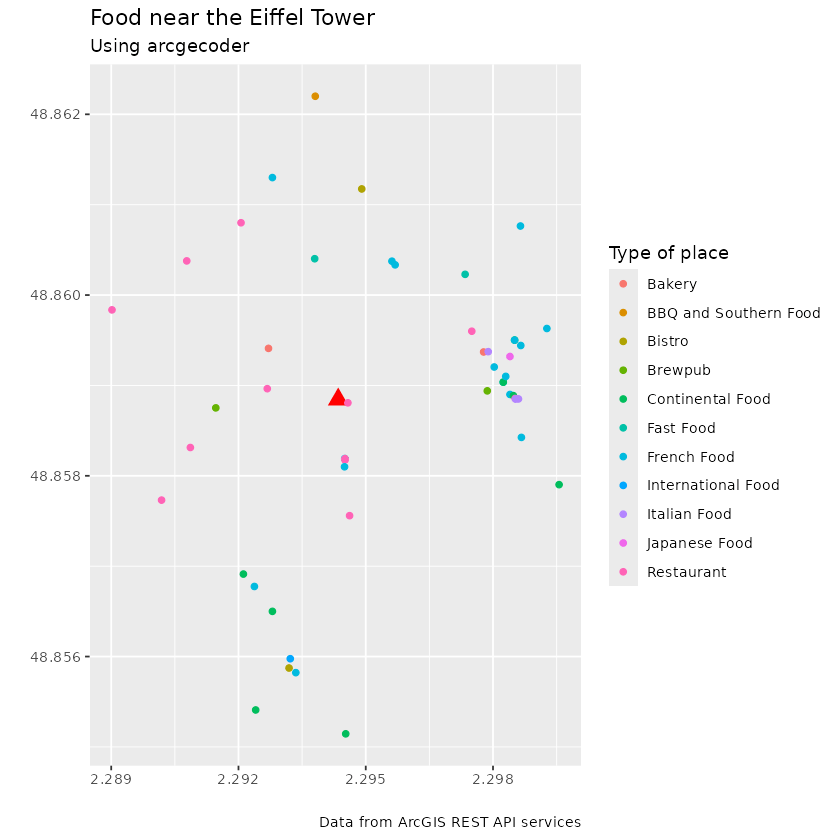 Food near the Eiffel Tower
Using arcgecoder
48.862
48.860
48.858
48.856
2.289 2.292 2.295 2.298
Type of place
Bakery
BBQ and Southern Food
Bistro
Brewpub
Continental Food
Fast Food
French Food
International Food
Italian Food
Japanese Food
Restaurant
Data from ArcGIS REST API services